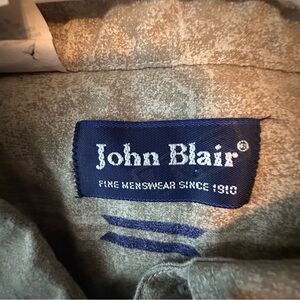 John Blair®
FINE MENSWEAR SINCE 1910